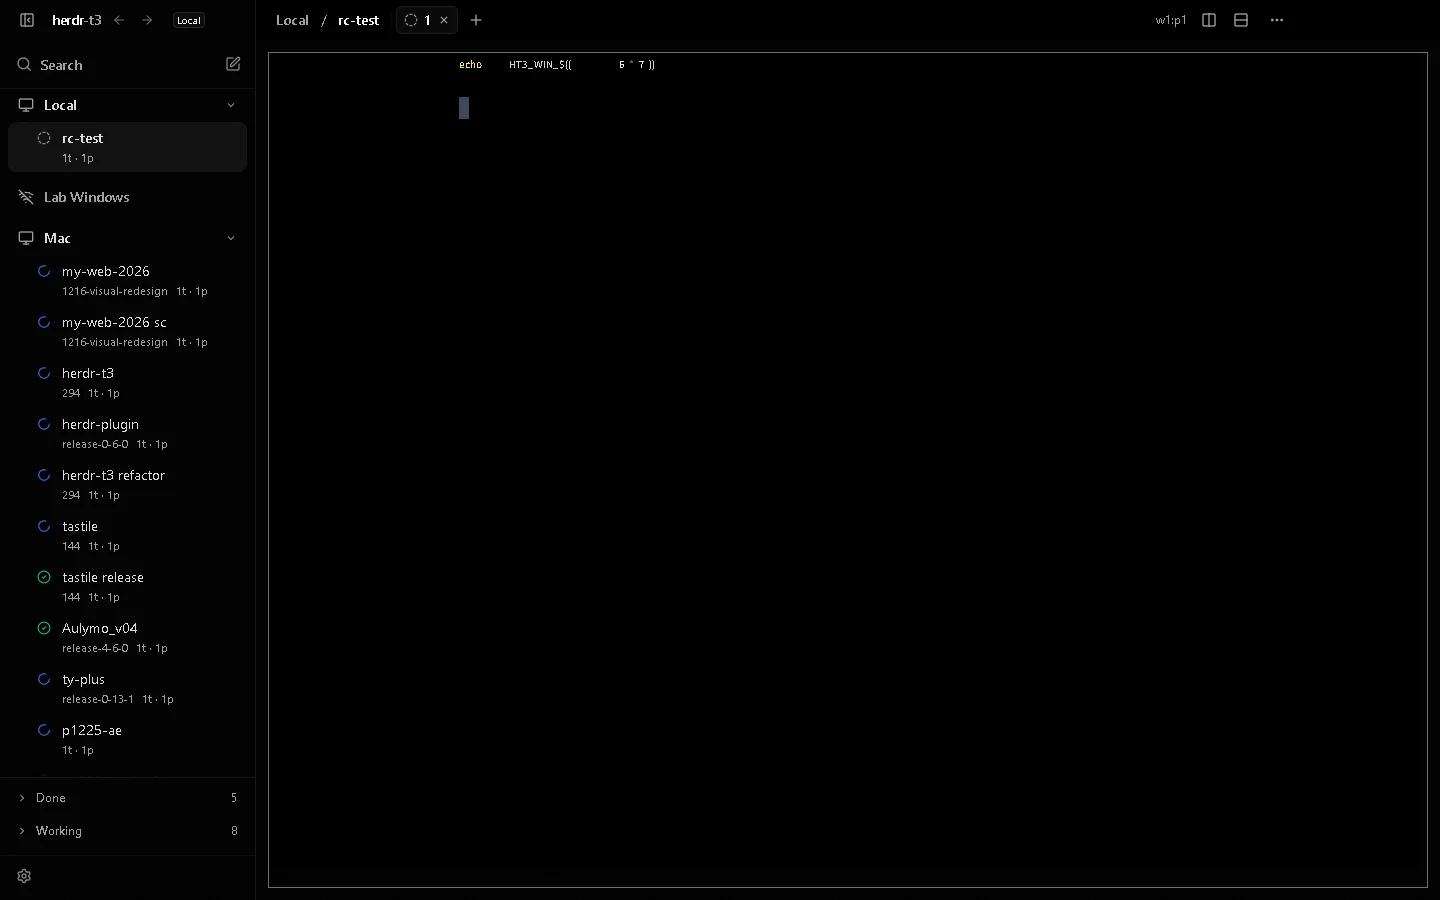 herdr-t3
Local
Search
Local
rc-test
1t · 1p
Lab Windows
Mac
my-web-2026
1216-visual-redesign 1t · 1p
my-web-2026 sc
1216-visual-redesign 1t · 1p
herdr-t3
294 1t · 1p
herdr-plugin
release-0-6-0 1t · 1p
herdr-t3 refactor
294 1t · 1p
tastile
144 1t · 1p
tastile release
144 1t · 1p
Aulymo_v04
release-4-6-0 1t · 1p
ty-plus
release-0-13-1 1t · 1p
p1225-ae
1t · 1p
Done 5
Working 8
Local / rc-test 1
w1:p1
echo HT3_WIN_$(( 6 * 7 ))